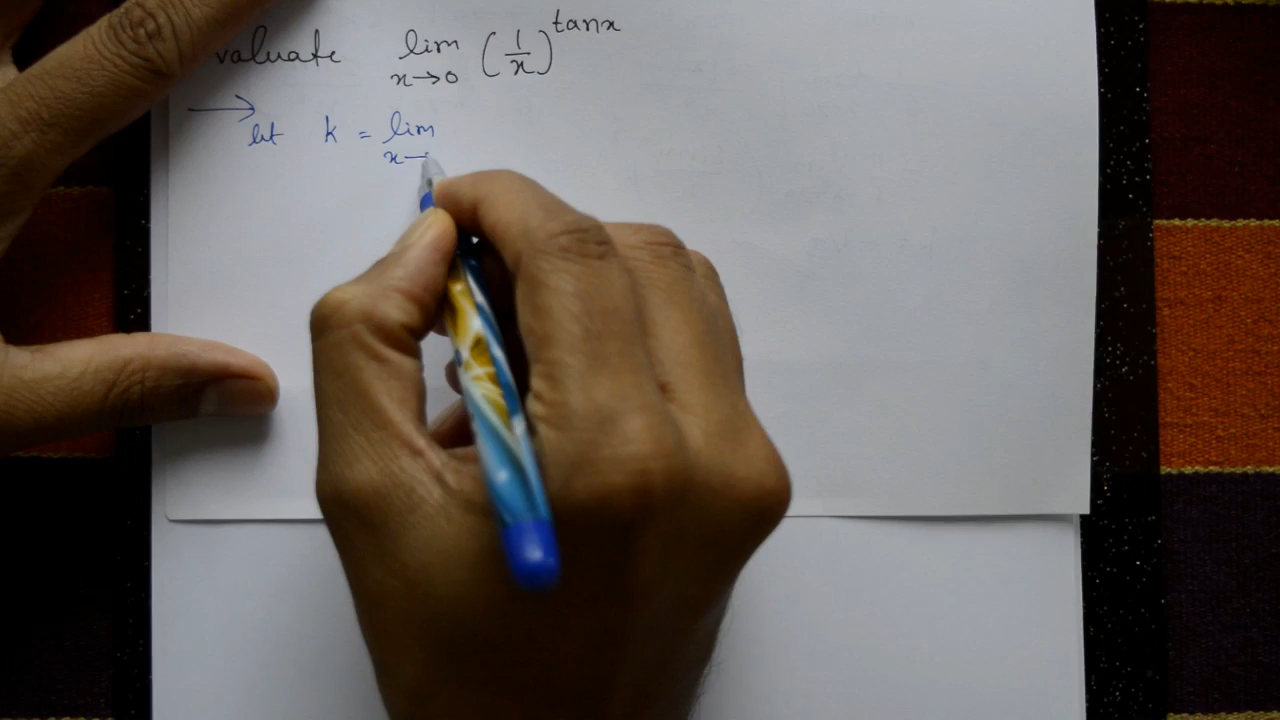 valuate lim x→0 (1/x)^tanx
→ let k = lim x—